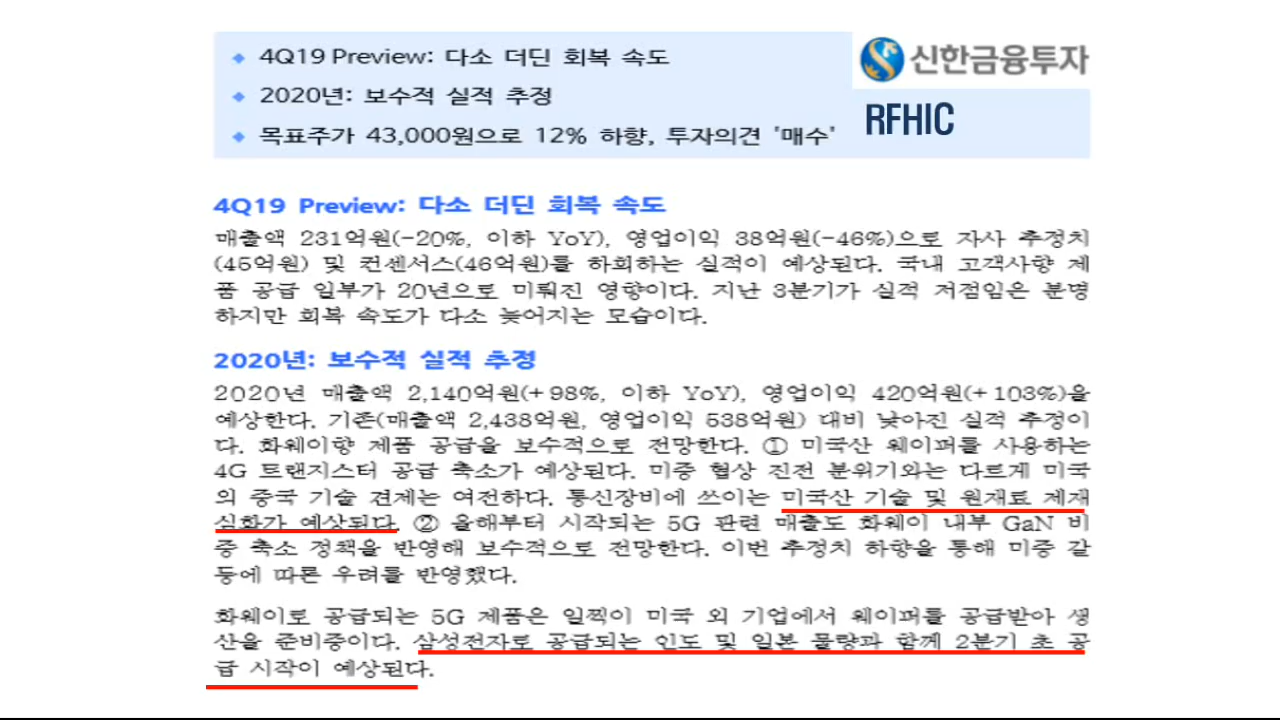 ◆ 4Q19 Preview: 다소 더딘 회복 속도
신한금융투자
◆ 2020년: 보수적 실적 추정
RFHIC
◆ 목표주가 43,000원으로 12% 하향, 투자의견 '매수'
4Q19 Preview: 다소 더딘 회복 속도
매출액 231억원(-20%, 이하 YoY), 영업이익 38억원(-46%)으로 자사 추정치
(45억원) 및 컨센서스(46억원)를 하회하는 실적이 예상된다. 국내 고객사향 제
품 공급 일부가 20년으로 미뤄진 영향이다. 지난 3분기가 실적 저점임은 분명
하지만 회복 속도가 다소 늦어지는 모습이다.
2020년: 보수적 실적 추정
2020년 매출액 2,140억원(+98%, 이하 YoY), 영업이익 420억원(+103%)을
예상한다. 기존(매출액 2,438억원, 영업이익 538억원) 대비 낮아진 실적 추정이
다. 화웨이향 제품 공급을 보수적으로 전망한다. ① 미국산 웨이퍼를 사용하는
4G 트랜지스터 공급 축소가 예상된다. 미중 협상 진전 분위기와는 다르게 미국
의 중국 기술 견제는 여전하다. 통신장비에 쓰이는 미국산 기술 및 원재료 제재
심화가 예상된다. ② 올해부터 시작되는 5G 관련 매출도 화웨이 내부 GaN 비
중 축소 정책을 반영해 보수적으로 전망한다. 이번 추정치 하향을 통해 미중 갈
등에 따른 우려를 반영했다.
화웨이로 공급되는 5G 제품은 일찍이 미국 외 기업에서 웨이퍼를 공급받아 생
산을 준비중이다. 삼성전자로 공급되는 인도 및 일본 물량과 함께 2분기 초 공
급 시작이 예상된다.